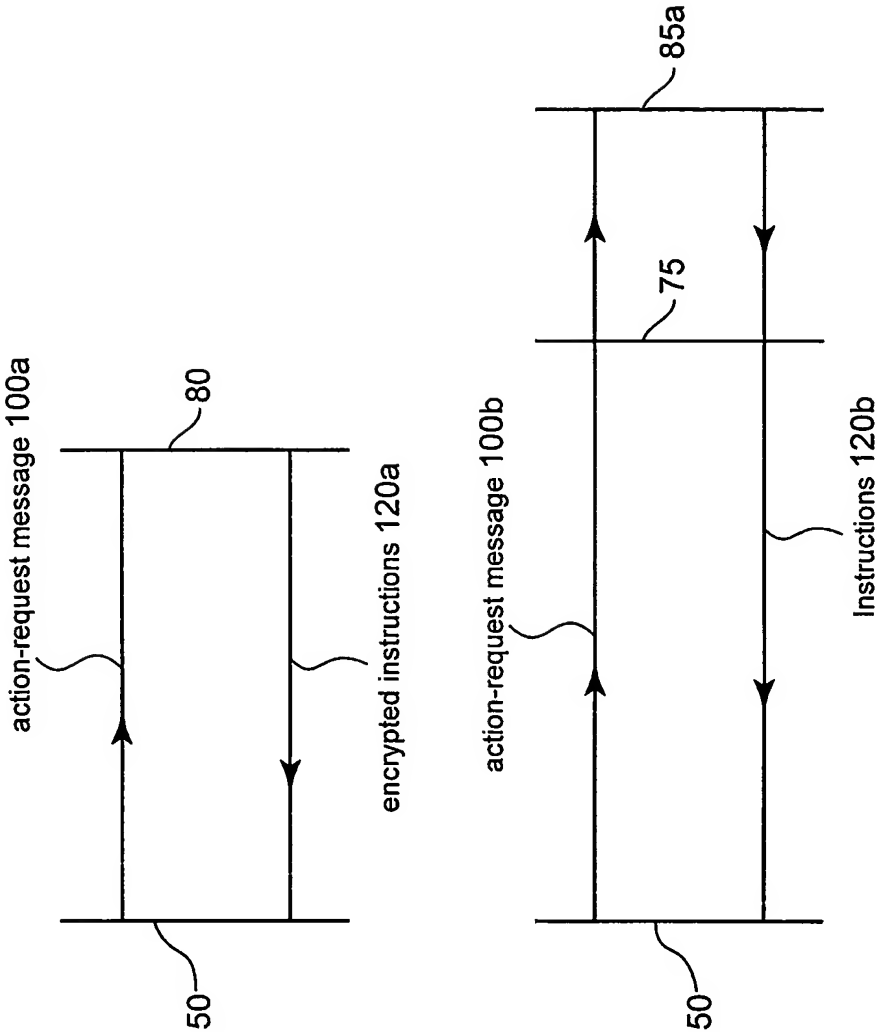 action-request message 100a
80
50
encrypted instructions 120a
85a
75
action-request message 100b
50
Instructions 120b